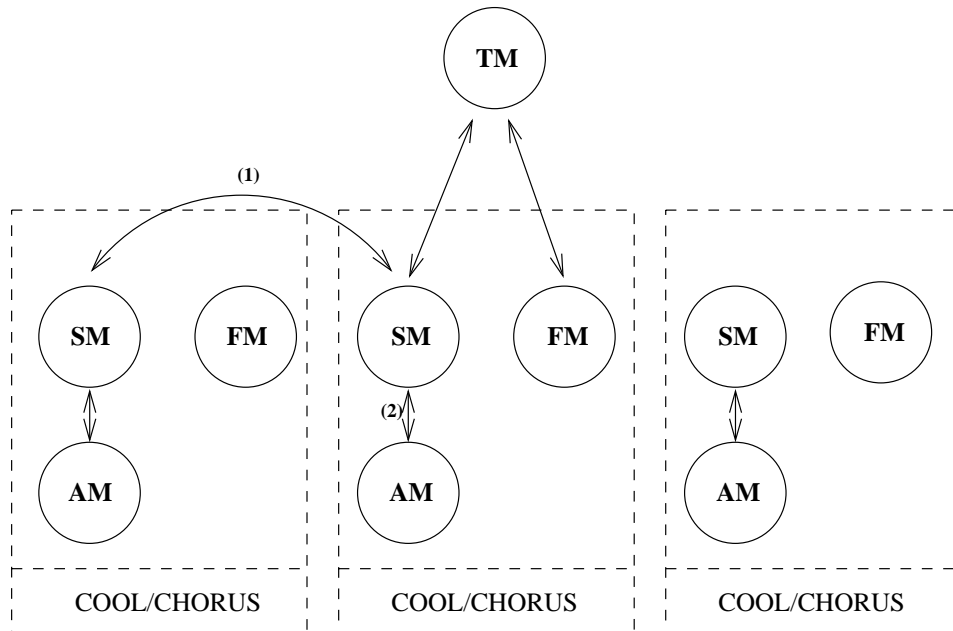 TM
(1)
SM FM SM FM SM FM
(2)
AM AM AM
COOL/CHORUS COOL/CHORUS COOL/CHORUS